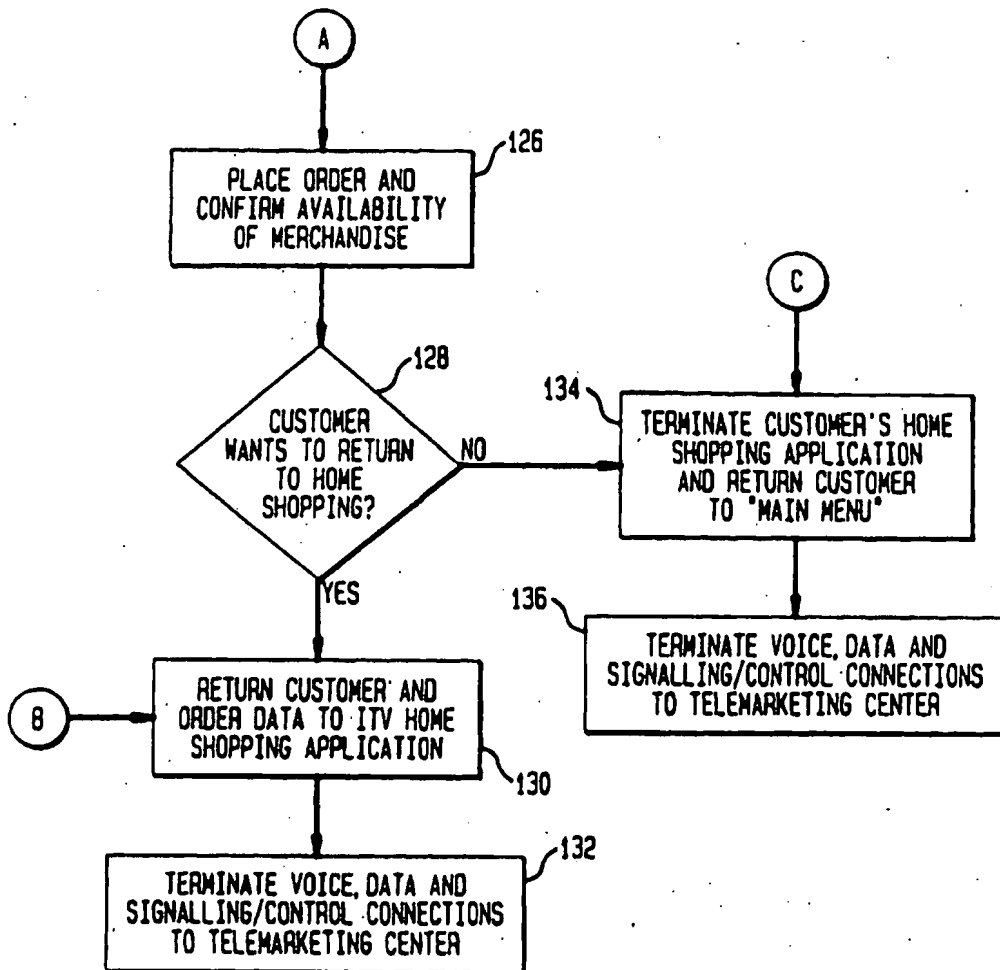 A
126
PLACE ORDER AND
CONFIRM AVAILABILITY
OF MERCHANDISE
128
CUSTOMER
WANTS TO RETURN
TO HOME
SHOPPING?
NO
YES
C
134
TERMINATE CUSTOMER'S HOME
SHOPPING APPLICATION
AND RETURN CUSTOMER
TO "MAIN MENU"
136
TERMINATE VOICE, DATA AND
SIGNALLING/CONTROL CONNECTIONS
TO TELEMARKETING CENTER
B
RETURN CUSTOMER AND
ORDER DATA TO ITV HOME
SHOPPING APPLICATION
130
132
TERMINATE VOICE, DATA AND
SIGNALLING/CONTROL CONNECTIONS
TO TELEMARKETING CENTER